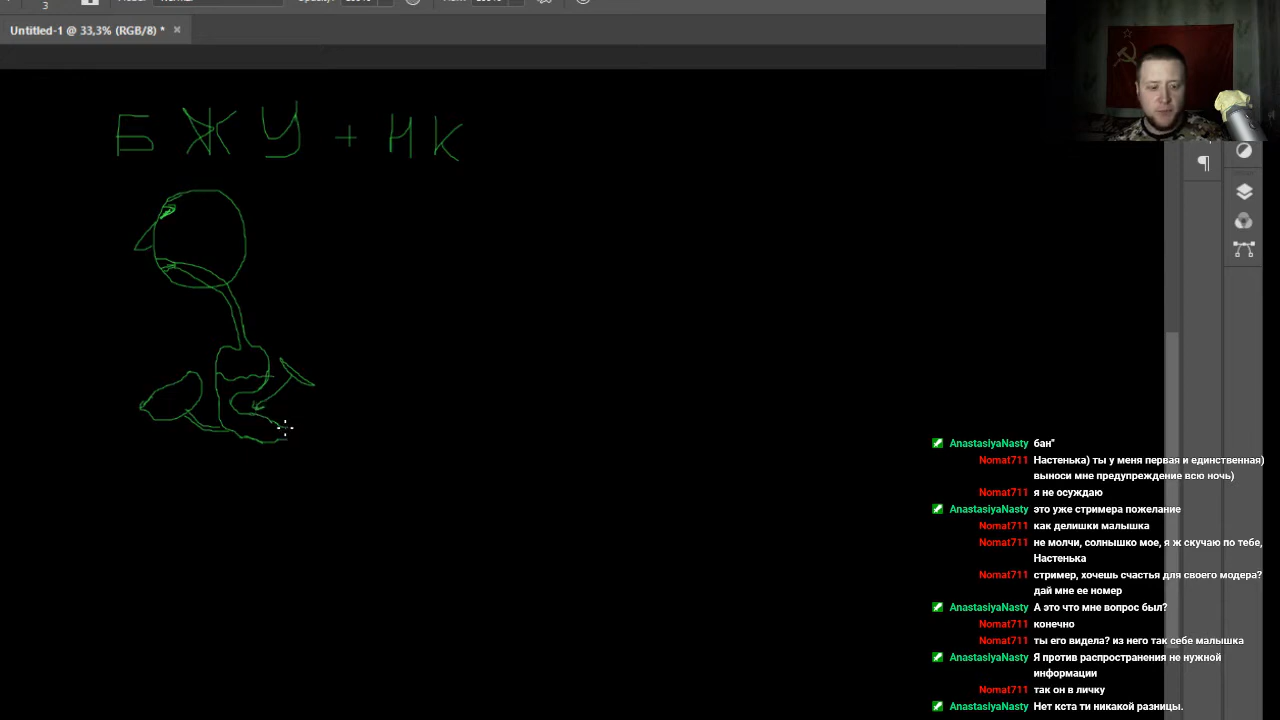 3
Untitled-1 @ 33,3% (RGB/8) * ×
Б Ж У + Н К
AnastasiyaNasty бан"
Nomat711 Настенька) ты у меня первая и единственная)
выноси мне предупреждение всю ночь)
Nomat711 я не осуждаю
AnastasiyaNasty это уже стримера пожелание
Nomat711 как делишки малышка
Nomat711 не молчи, солнышко мое, я ж скучаю по тебе,
Настенька
Nomat711 стример, хочешь счастья для своего модера?
дай мне ее номер
AnastasiyaNasty А это что мне вопрос был?
Nomat711 конечно
Nomat711 ты его видела? из него так себе малышка
AnastasiyaNasty Я против распространения не нужной
информации
Nomat711 так он в личку
AnastasiyaNasty Нет кста ти никакой разницы.